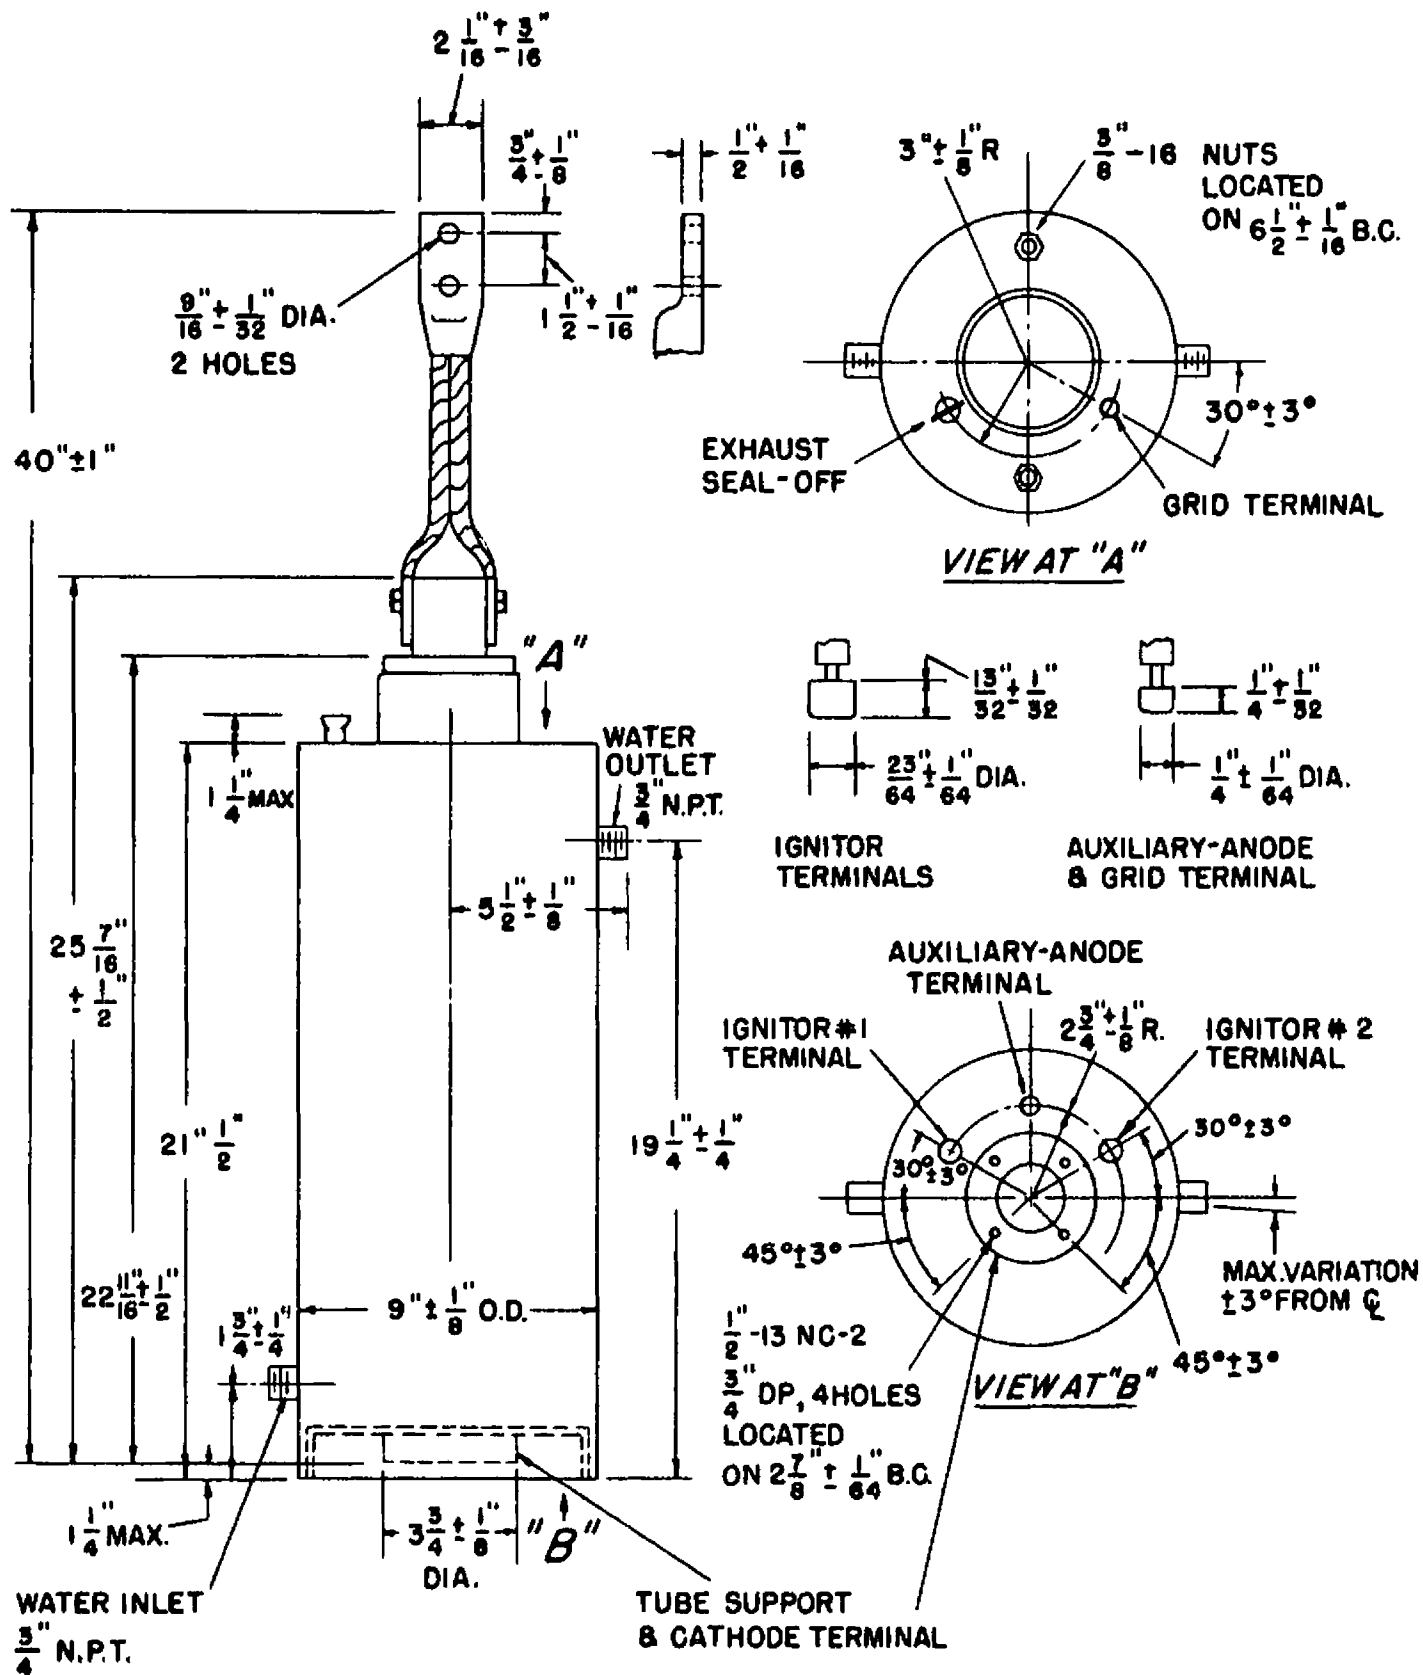 2 1/16" ± 3/16"
3/4" ± 1/8"
1/2" ± 1/16"
3" ± 1/8" R
3/8" - 16 NUTS
LOCATED
ON 6 1/2" ± 1/16" B.C.
9/16" ± 1/32" DIA.
2 HOLES
1 1/2" ± 1/16"
40" ± 1"
30° ± 3°
EXHAUST
SEAL-OFF
GRID TERMINAL
VIEW AT "A"
"A"
13/32" ± 1/32"
1/4" ± 1/32"
WATER
OUTLET
3/4" N.P.T.
23/64" ± 1/64" DIA.
1/4" ± 1/64" DIA.
1 1/4" MAX
IGNITOR
TERMINALS
AUXILIARY-ANODE
& GRID TERMINAL
5 1/2" ± 1/8"
25 7/16"
± 1/2"
AUXILIARY-ANODE
TERMINAL
2 3/4" ± 1/8" R.
IGNITOR #1
TERMINAL
IGNITOR # 2
TERMINAL
21" 1/2"
19 1/4" ± 1/4"
30° ± 3°
30° ± 3°
45° ± 3°
MAX. VARIATION
± 3° FROM ℄
22 11/16" ± 1/2"
1 3/4" ± 1/4"
9" ± 1/8" O.D.
1/2" -13 NC-2
3/4" DP, 4 HOLES
LOCATED
ON 2 7/8" ± 1/64" B.C.
45° ± 3°
VIEW AT "B"
1 1/4" MAX.
3 3/4" ± 1/8"
DIA.
"B"
WATER INLET
3/4" N.P.T.
TUBE SUPPORT
& CATHODE TERMINAL